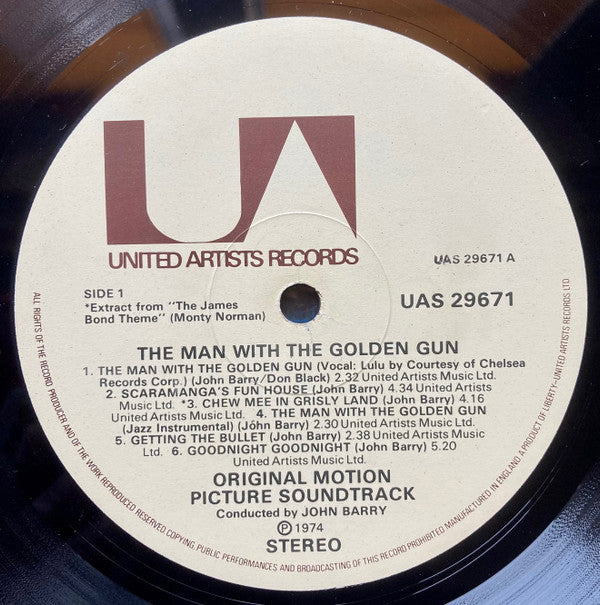 UA
UNITED ARTISTS RECORDS
UAS 29671 A
SIDE 1
*Extract from "The James
Bond Theme" (Monty Norman)
UAS 29671
THE MAN WITH THE GOLDEN GUN
1. THE MAN WITH THE GOLDEN GUN (Vocal: Lulu by Courtesy of Chelsea
Records Corp.) (John Barry/Don Black) 2.32 United Artists Music Ltd.
2. SCARAMANGA'S FUN HOUSE (John Barry) 4.34 United Artists
Music Ltd. *3. CHEW MEE IN GRISLY LAND (John Barry) 4.16
United Artists Music Ltd. 4. THE MAN WITH THE GOLDEN GUN
(Jazz Instrumental) (John Barry) 2.30 United Artists Music Ltd.
5. GETTING THE BULLET (John Barry) 2.38 United Artists Music
Ltd. 6. GOODNIGHT GOODNIGHT (John Barry) 5.20
United Artists Music Ltd.
ORIGINAL MOTION
PICTURE SOUNDTRACK
Conducted by JOHN BARRY
℗ 1974
STEREO
ALL RIGHTS OF THE RECORD PRODUCER AND OF THE WORK REPRODUCED RESERVED. COPYING, PUBLIC PERFORMANCES AND BROADCASTING OF THIS RECORD PROHIBITED MANUFACTURED IN ENGLAND A PRODUCT OF LIBERTY-UNITED ARTISTS RECORDS LTD